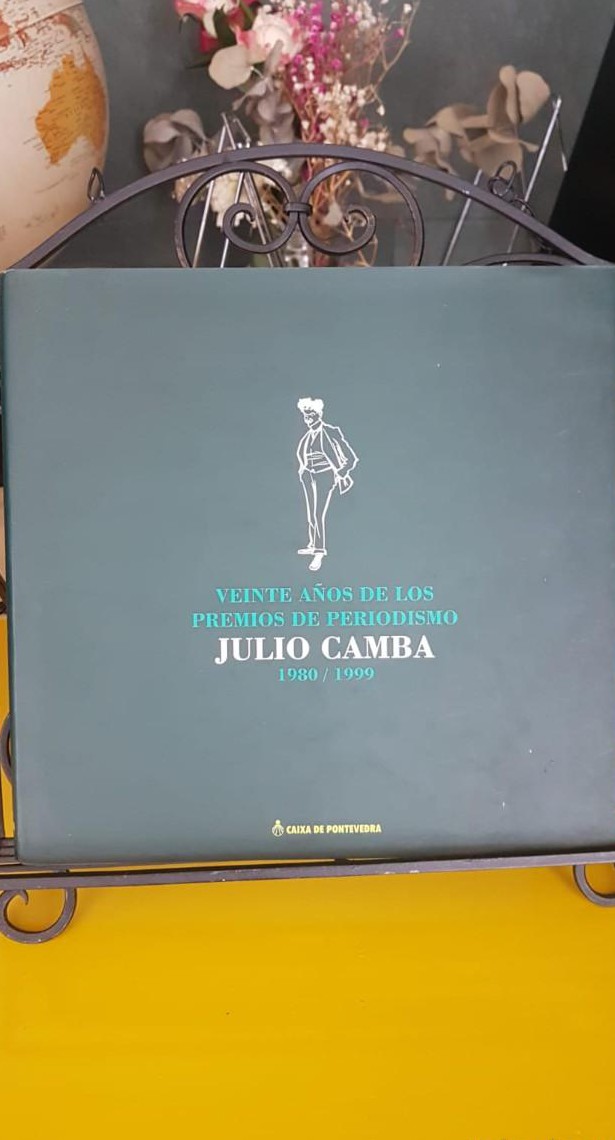 VEINTE AÑOS DE LOS
PREMIOS DE PERIODISMO
JULIO CAMBA
1980 / 1999
CAIXA DE PONTEVEDRA